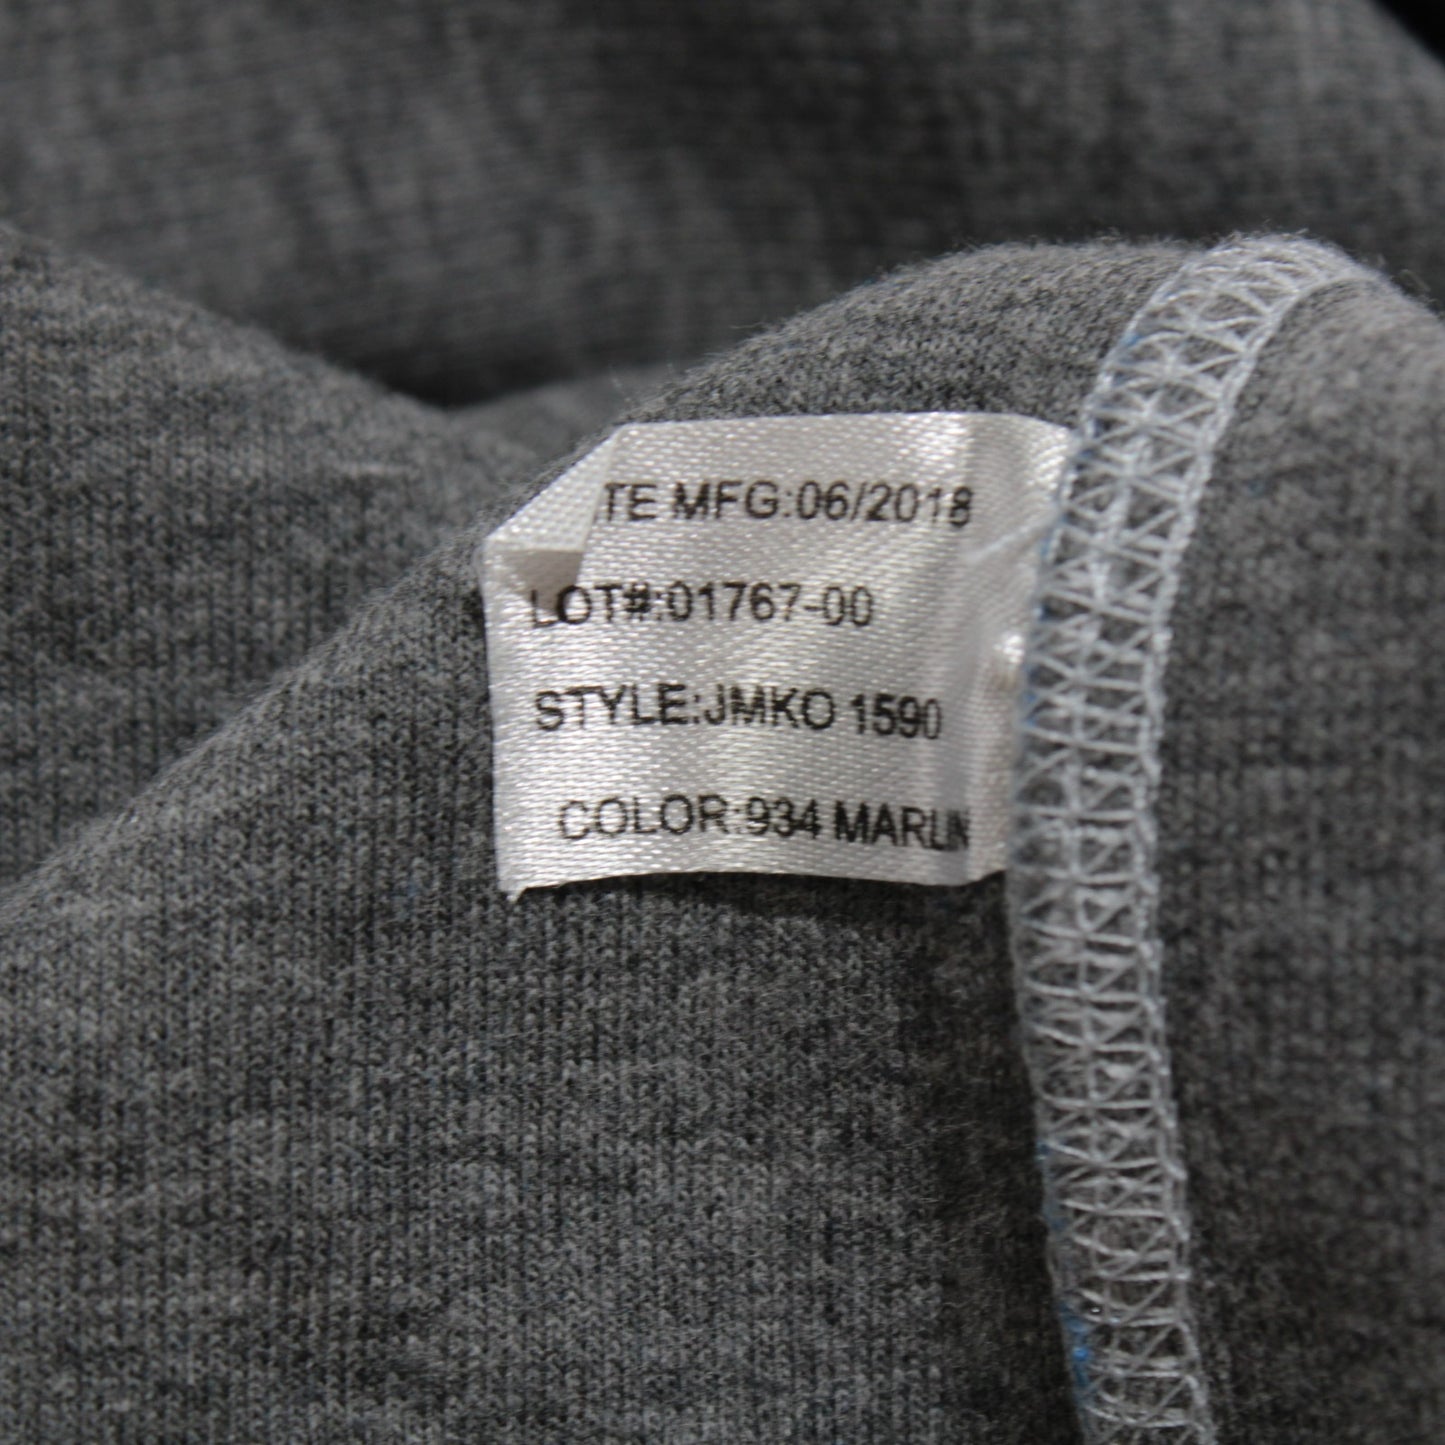 TE MFG:06/2018
LOT#:01767-00
STYLE:JMKO 1590
COLOR:934 MARLIN